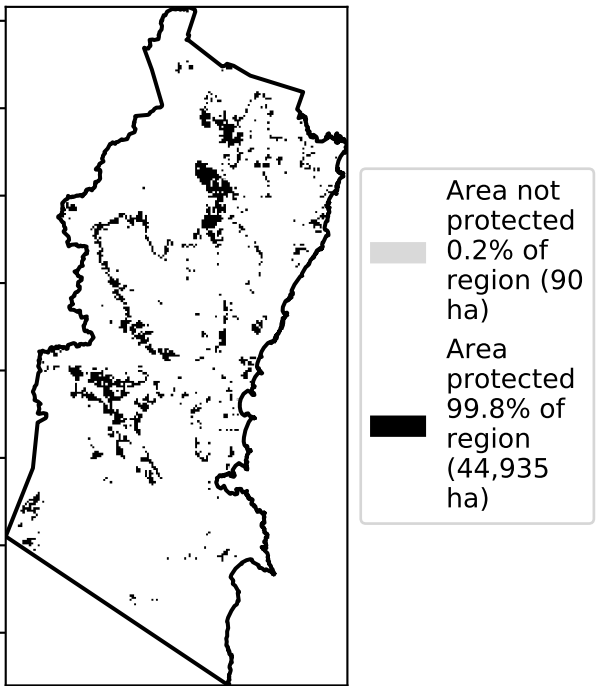 Area not
protected
0.2% of
region (90
ha)
Area
protected
99.8% of
region
(44,935
ha)